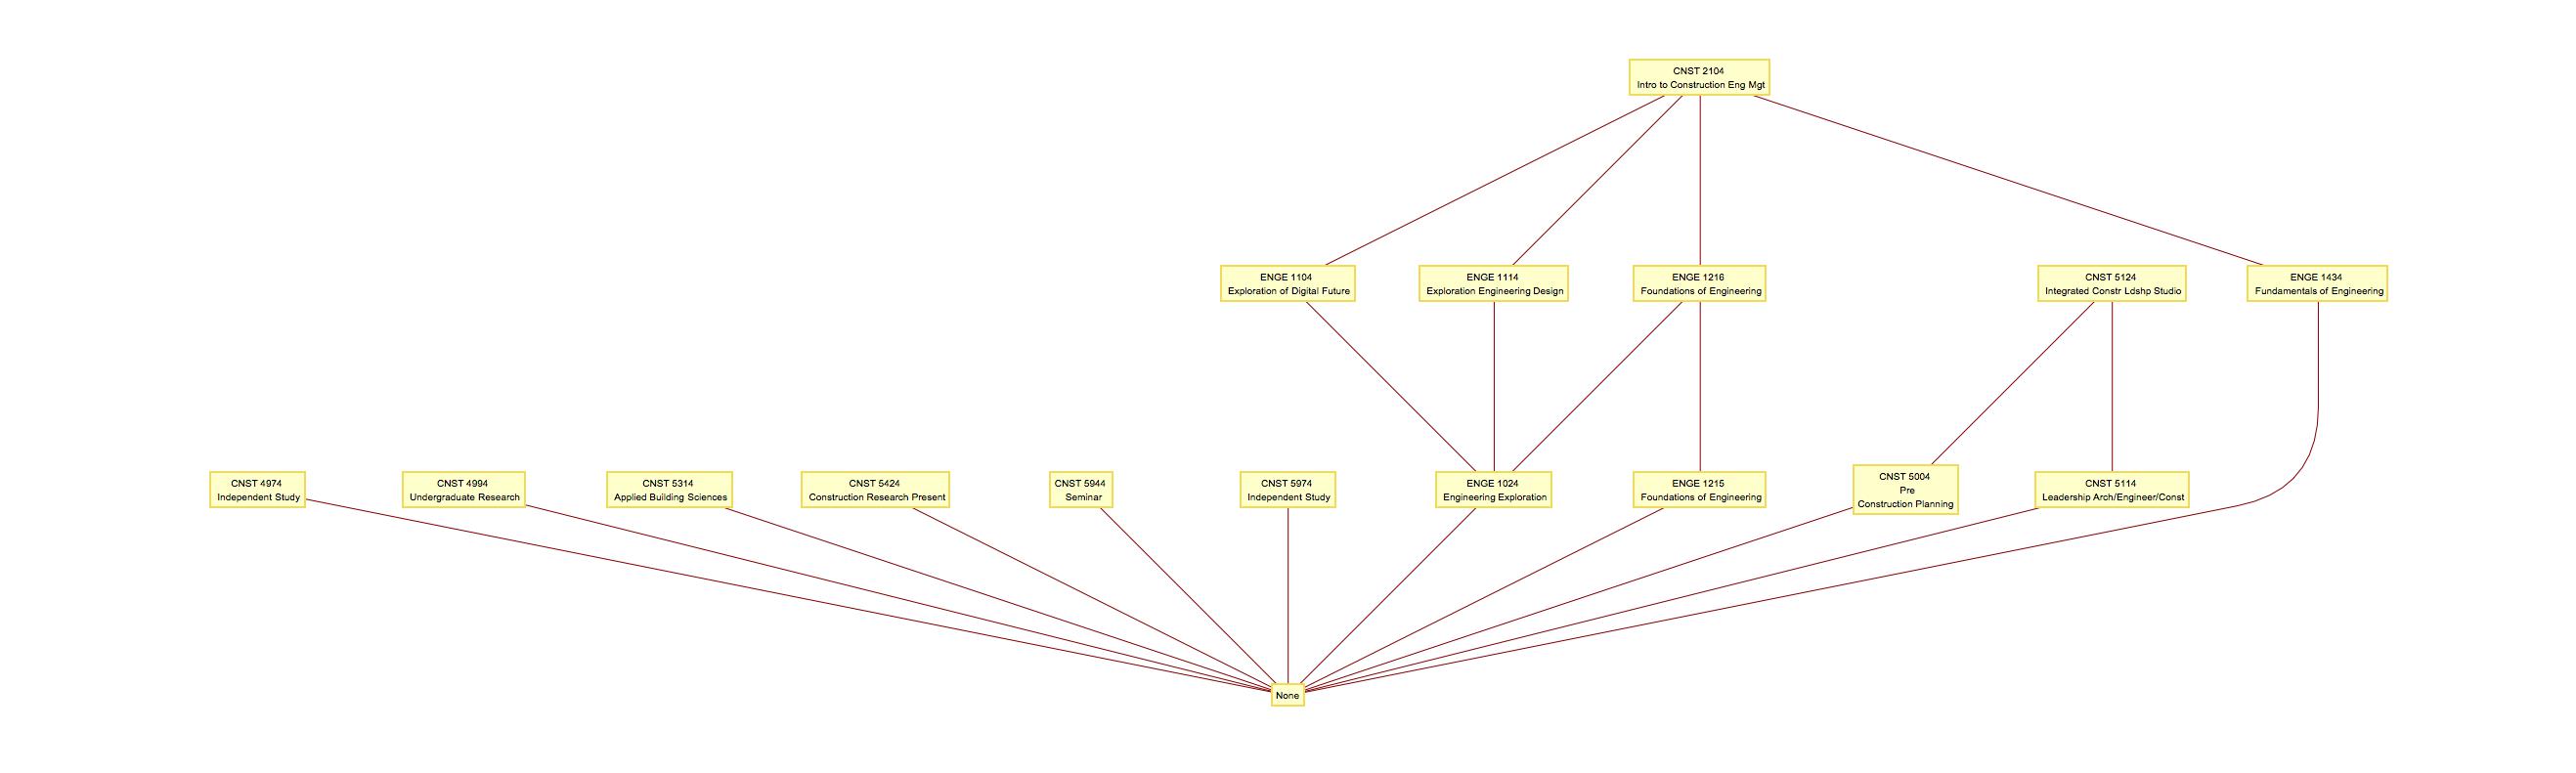 CNST 2104
Intro to Construction Eng Mgt
ENGE 1104
Exploration of Digital Future
ENGE 1114
Exploration Engineering Design
ENGE 1216
Foundations of Engineering
CNST 5124
Integrated Constr Ldshp Studio
ENGE 1434
Fundamentals of Engineering
CNST 4974
Independent Study
CNST 4994
Undergraduate Research
CNST 5314
Applied Building Sciences
CNST 5424
Construction Research Present
CNST 5944
Seminar
CNST 5974
Independent Study
ENGE 1024
Engineering Exploration
ENGE 1215
Foundations of Engineering
CNST 5004
Pre
Construction Planning
CNST 5114
Leadership Arch/Engineer/Const
None